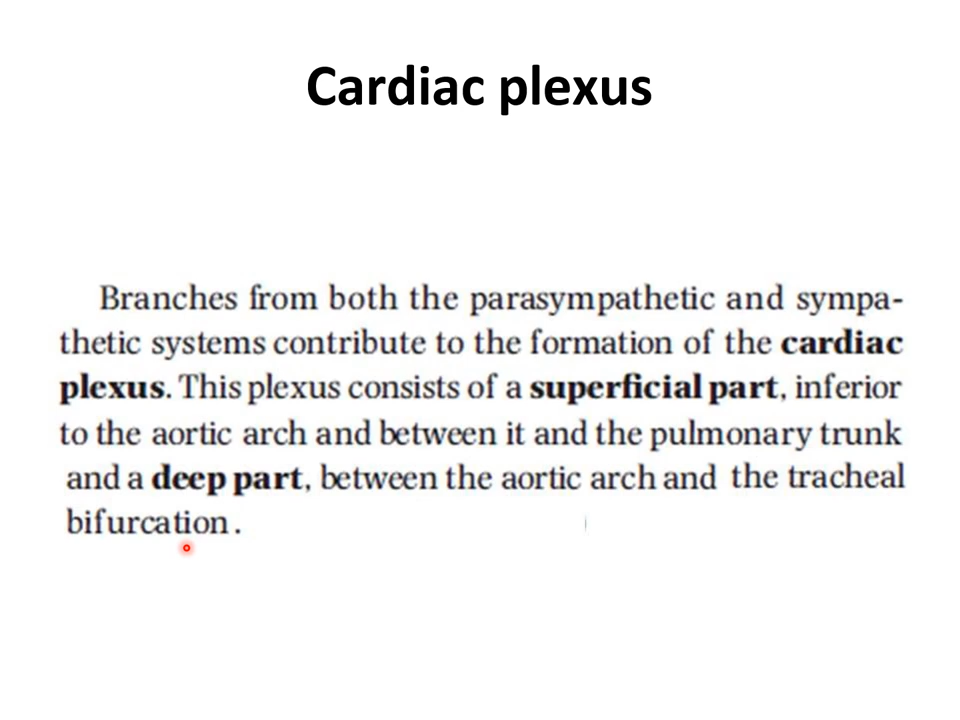 Cardiac plexus
Branches from both the parasympathetic and sympa-
thetic systems contribute to the formation of the cardiac
plexus. This plexus consists of a superficial part, inferior
to the aortic arch and between it and the pulmonary trunk
and a deep part, between the aortic arch and the tracheal
bifurcation.